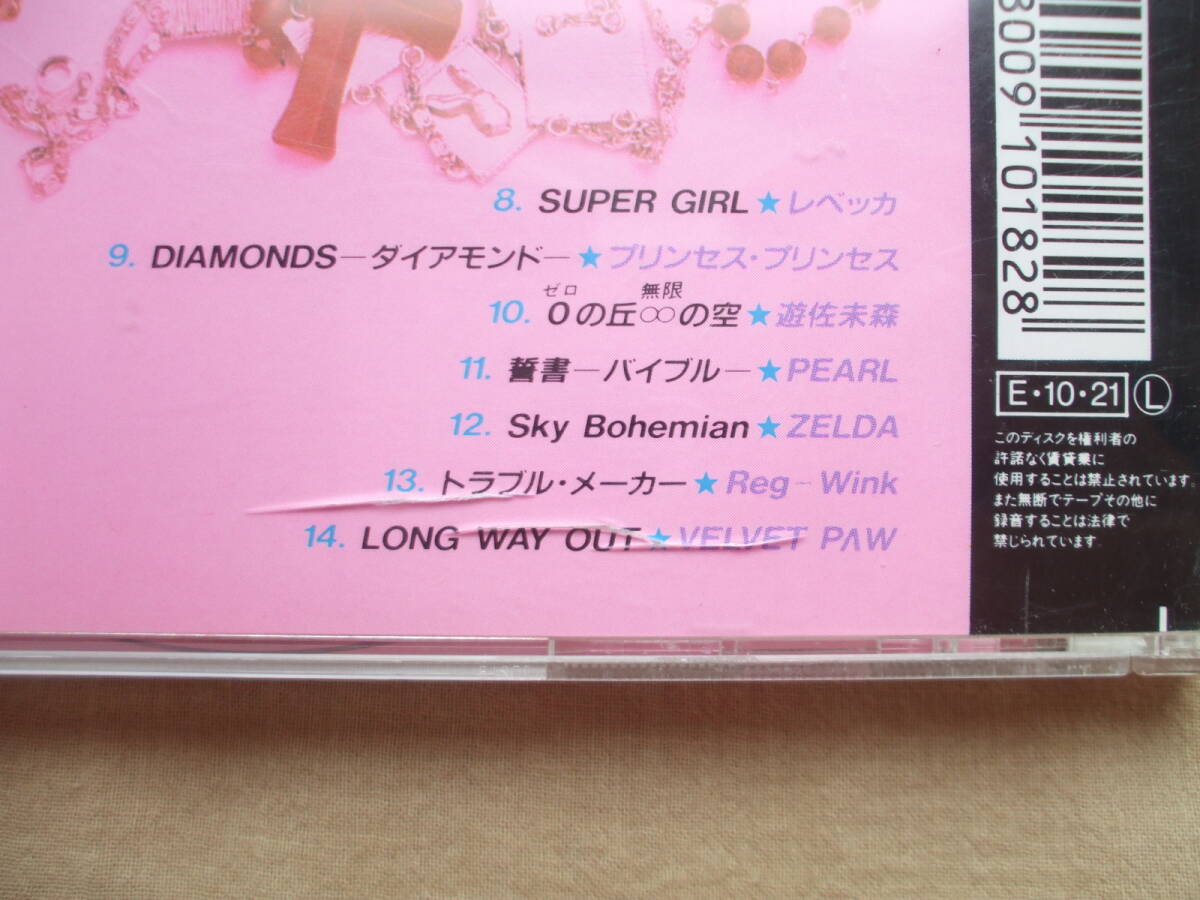 8. SUPER GIRL★レベッカ
9. DIAMONDS－ダイアモンド－★プリンセス・プリンセス
ゼロ 無限
10. 0の丘∞の空★遊佐未森
11. 誓書－バイブル－★PEARL
12. Sky Bohemian★ZELDA
13. トラブル・メーカー★Reg－Wink
14. LONG WAY OUT★VELVET PΛW
8009 101828
E・10・21 Ⓛ
このディスクを権利者の
許諾なく賃貸業に
使用することは禁止されています。
また無断でテープその他に
録音することは法律で
禁じられています。